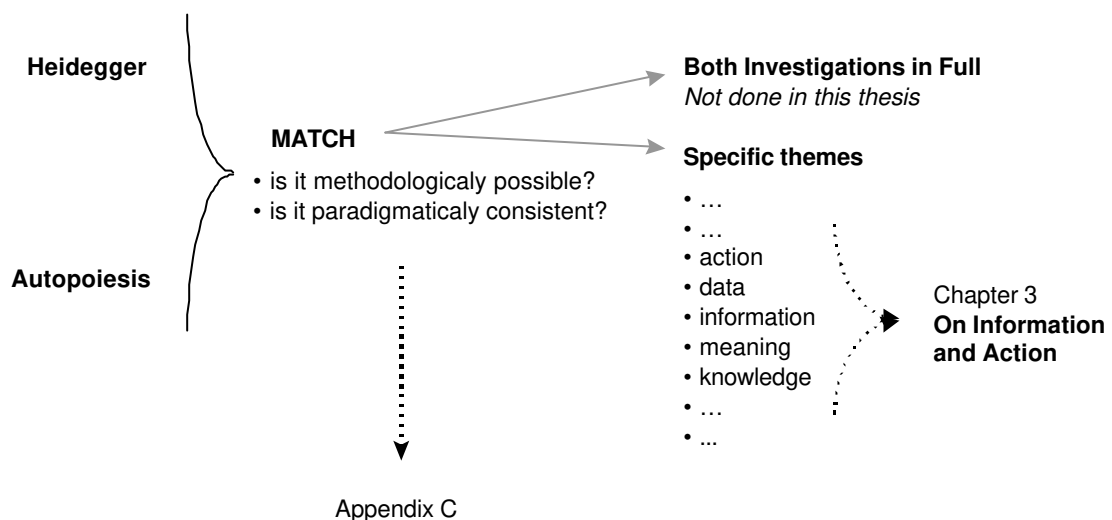 Heidegger
Autopoiesis
MATCH
• is it methodologicaly possible?
• is it paradigmaticaly consistent?
Appendix C
Both Investigations in Full
Not done in this thesis
Specific themes
• …
• …
• action
• data
• information
• meaning
• knowledge
• …
• ...
Chapter 3
On Information
and Action